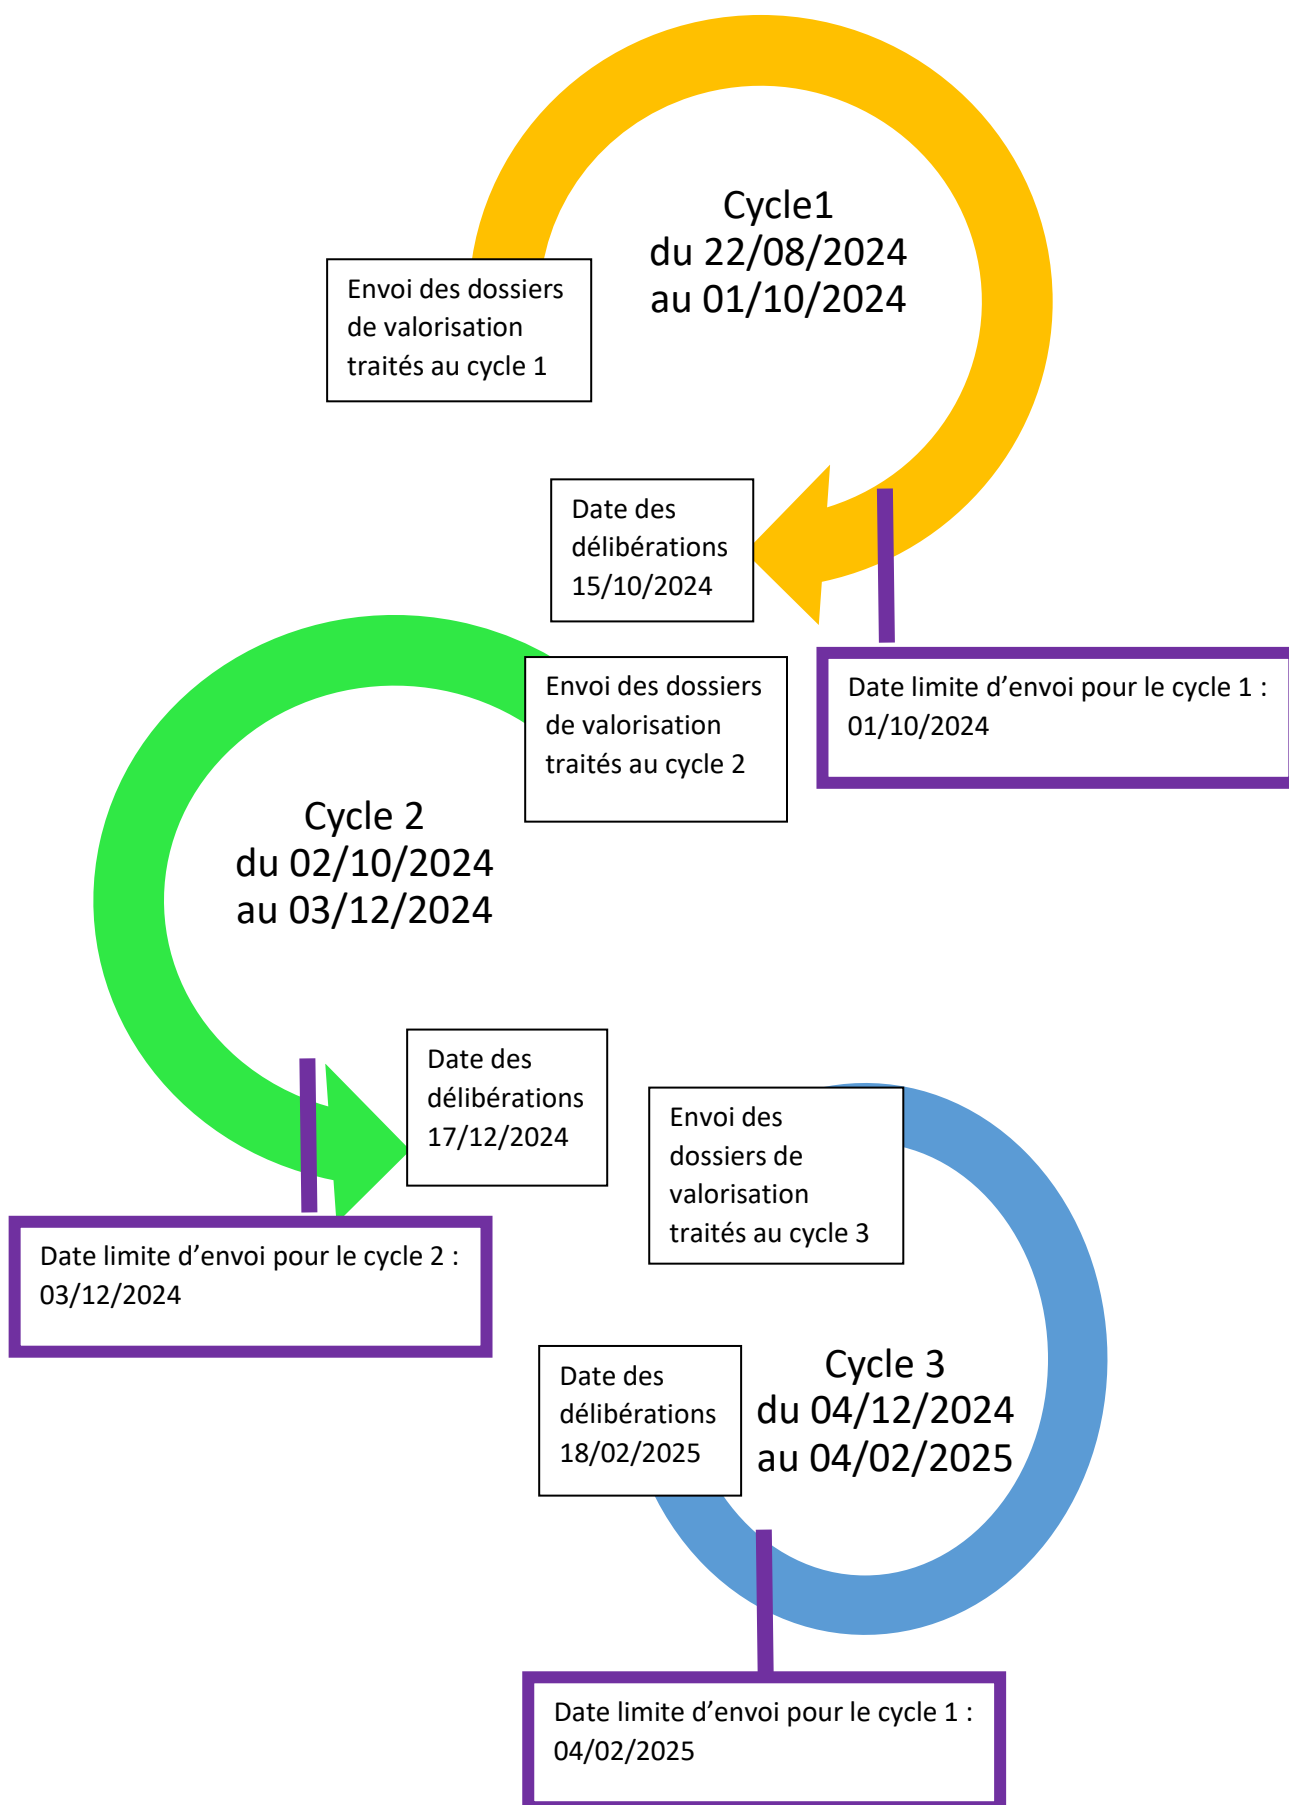 Cycle1
du 22/08/2024
au 01/10/2024
Envoi des dossiers
de valorisation
traités au cycle 1
Date des
délibérations
15/10/2024
Envoi des dossiers
de valorisation
traités au cycle 2
Date limite d’envoi pour le cycle 1 :
01/10/2024
Cycle 2
du 02/10/2024
au 03/12/2024
Date des
délibérations
17/12/2024
Envoi des
dossiers de
valorisation
traités au cycle 3
Date limite d’envoi pour le cycle 2 :
03/12/2024
Cycle 3
du 04/12/2024
au 04/02/2025
Date des
délibérations
18/02/2025
Date limite d’envoi pour le cycle 1 :
04/02/2025